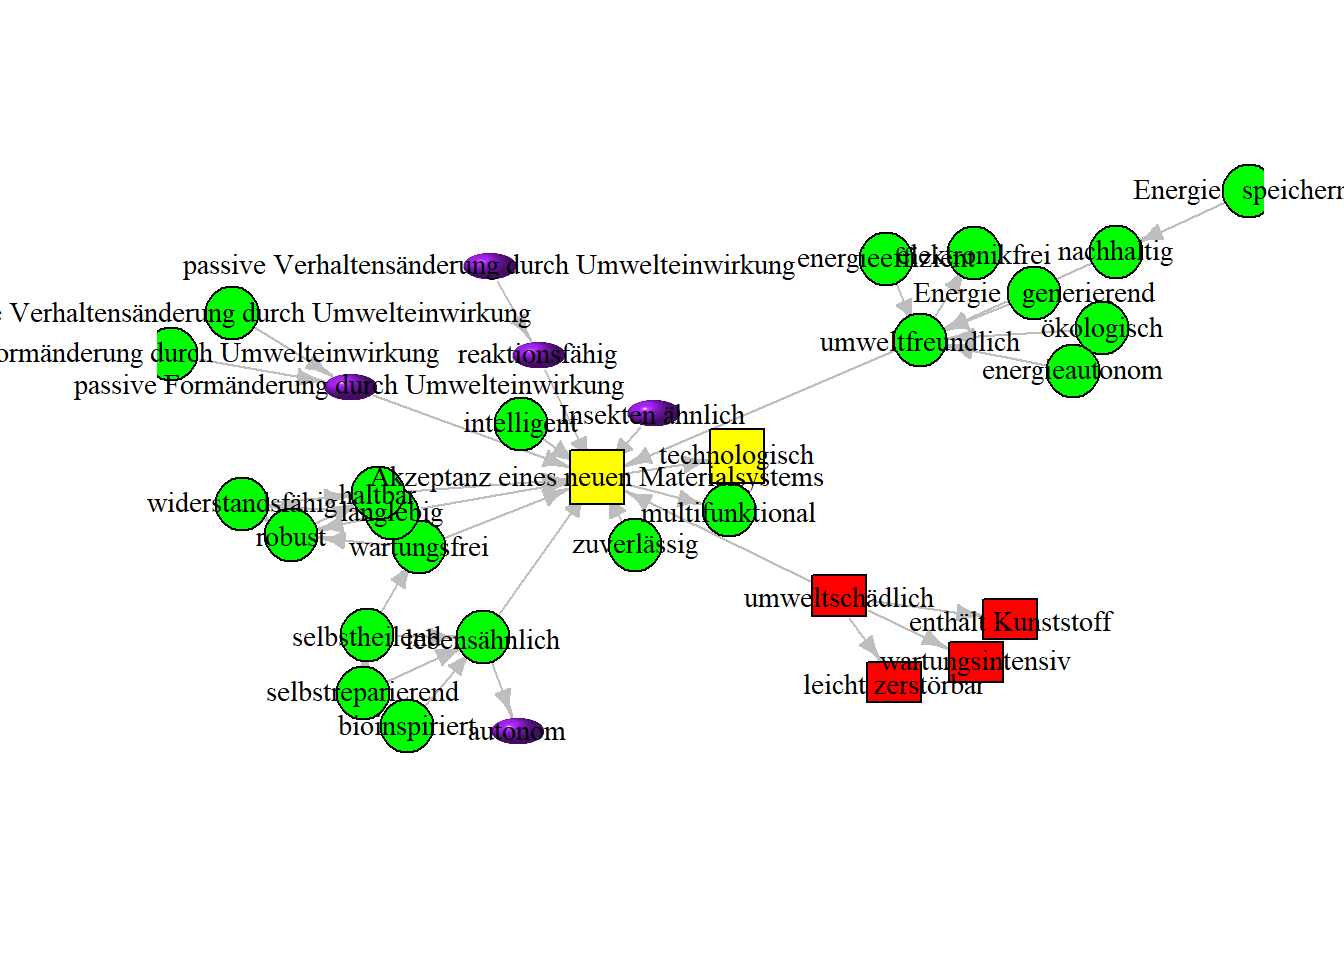 Energie speichern
energieeffizient
elektronikfrei
nachhaltig
passive Verhaltensänderung durch Umwelteinwirkung
Energie generierend
Verhaltensänderung durch Umwelteinwirkung
ökologisch
umweltfreundlich
durch Umwelteinwirkung
reaktionsfähig
energieautonom
passive Formänderung durch Umwelteinwirkung
Insekten ähnlich
intelligent
technologisch
Akzeptanz eines neuen Materialsystems
haltbar
widerstandsfähig
langlebig
multifunktional
robust
wartungsfrei
zuverlässig
umweltschädlich
enthält Kunststoff
selbstheilend
lebensähnlich
wartungsintensiv
leicht zerstörbar
selbstreparierend
bioinspiriert
autonom